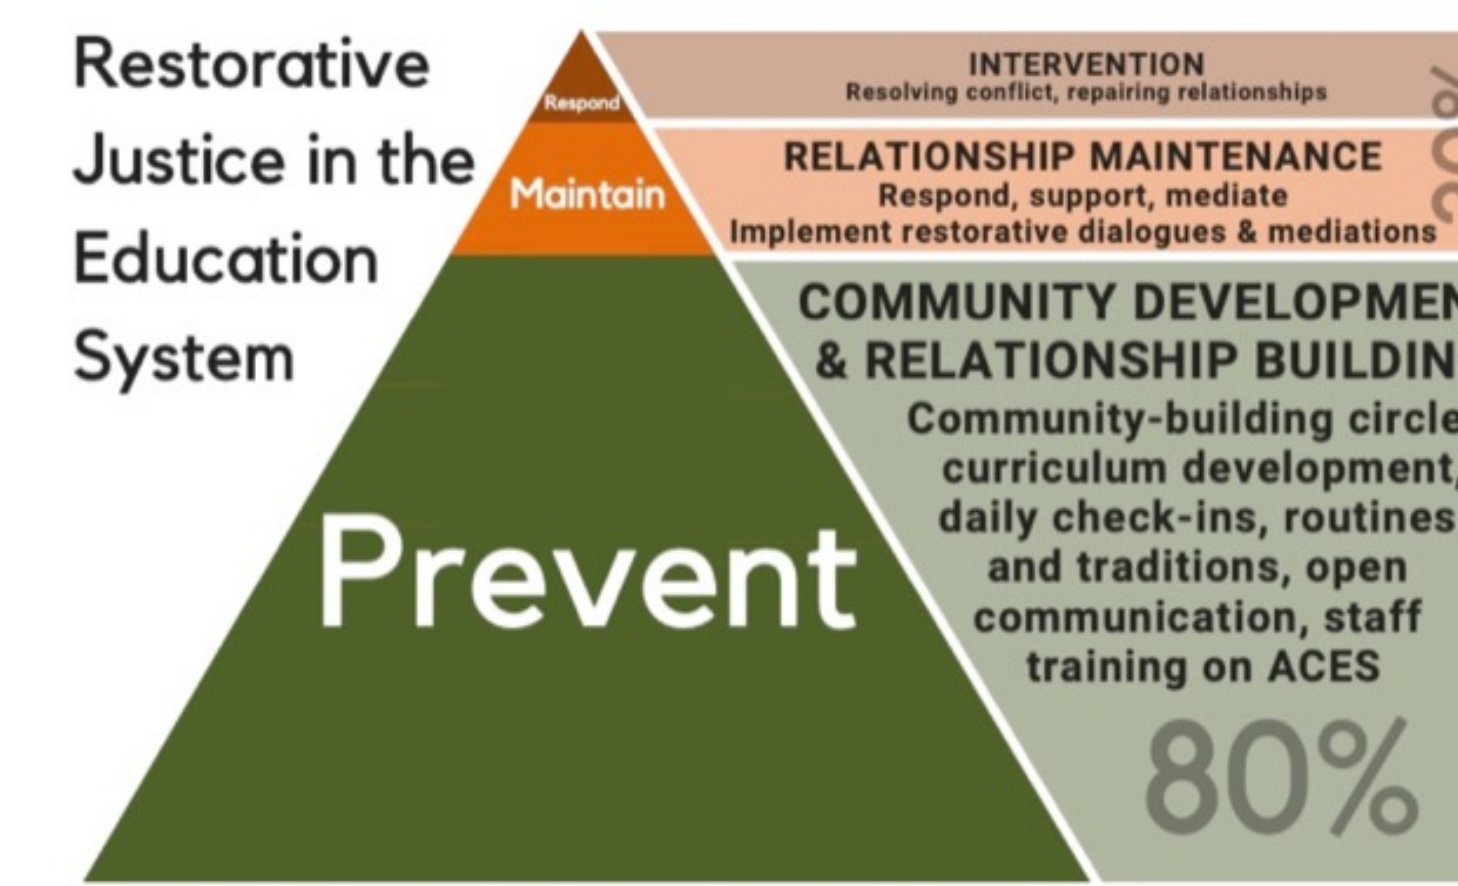 Restorative
Justice in the
Education
System
Respond
Maintain
Prevent
INTERVENTION
Resolving conflict, repairing relationships
RELATIONSHIP MAINTENANCE
Respond, support, mediate
Implement restorative dialogues & mediations
20%
COMMUNITY DEVELOPMEN
& RELATIONSHIP BUILDIN
Community-building circle
curriculum development,
daily check-ins, routines
and traditions, open
communication, staff
training on ACES
80%